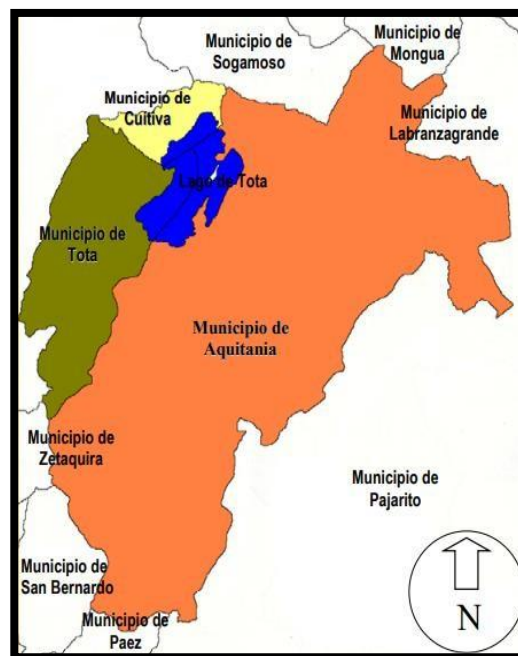 Municipio de
Sogamoso
Municipio de
Mongua
Municipio de
Cuitiva
Municipio de
Labranzagrande
Lago de Tota
Municipio de
Tota
Municipio de
Aquitania
Municipio de
Zetaquira
Municipio de
Pajarito
Municipio de
San Bernardo
Municipio de
Paez
N